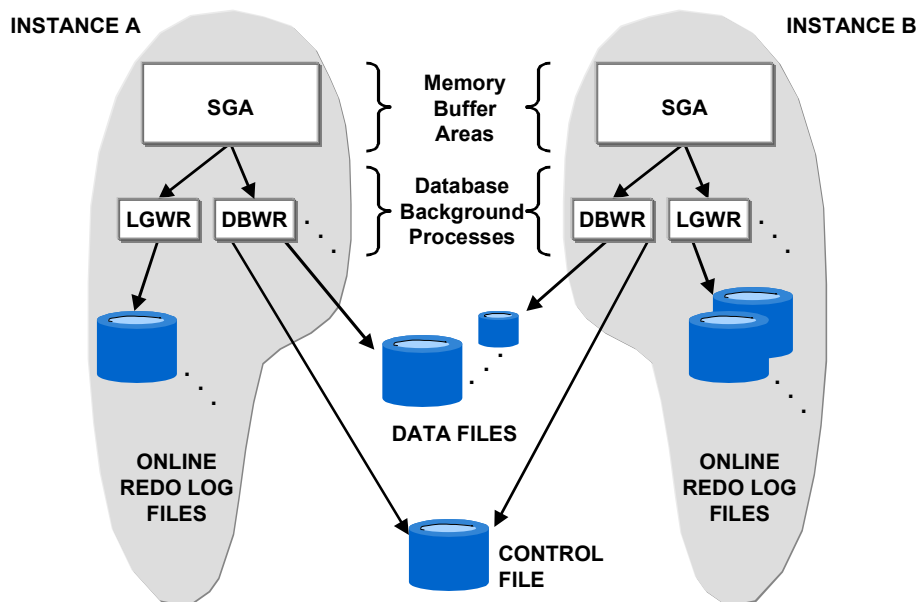 INSTANCE A
INSTANCE B
SGA
Memory
Buffer
Areas
SGA
LGWR
DBWR
Database
Background
Processes
DBWR
LGWR
DATA FILES
ONLINE
REDO LOG
FILES
ONLINE
REDO LOG
FILES
CONTROL
FILE